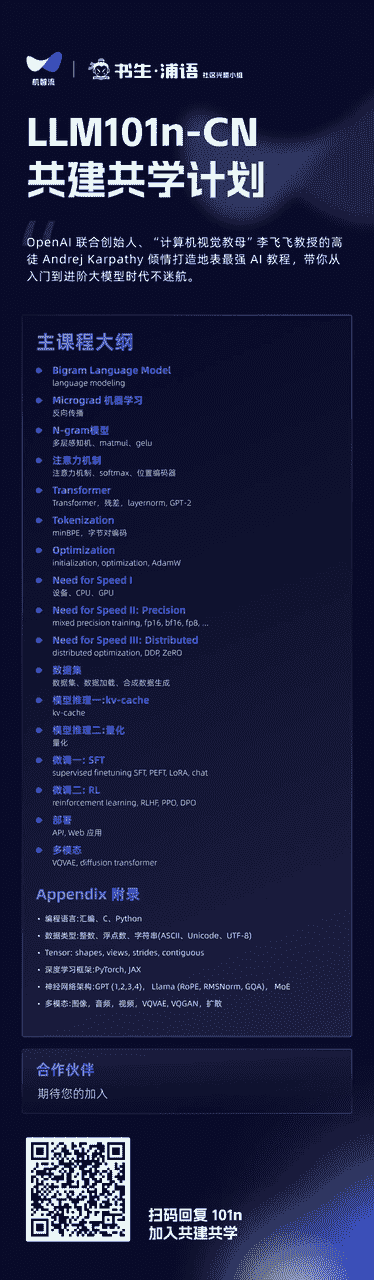 机智流
书生·浦语 社区兴趣小组
LLM101n-CN
共建共学计划
OpenAI 联合创始人、“计算机视觉教母”李飞飞教授的高
徒 Andrej Karpathy 倾情打造地表最强 AI 教程，带你从
入门到进阶大模型时代不迷航。
主课程大纲
Bigram Language Model
language modeling
Micrograd 机器学习
反向传播
N-gram模型
多层感知机、matmul、gelu
注意力机制
注意力机制、softmax、位置编码器
Transformer
Transformer、残差、layernorm, GPT-2
Tokenization
minBPE、字节对编码
Optimization
initialization, optimization, AdamW
Need for Speed I
设备、CPU、GPU
Need for Speed II: Precision
mixed precision training, fp16, bf16, fp8, ...
Need for Speed III: Distributed
distributed optimization, DDP, ZeRO
数据集
数据集、数据加载、合成数据生成
模型推理一:kv-cache
kv-cache
模型推理二:量化
量化
微调一: SFT
supervised finetuning SFT, PEFT, LoRA, chat
微调二: RL
reinforcement learning, RLHF, PPO, DPO
部署
API, Web 应用
多模态
VQVAE, diffusion transformer
Appendix 附录
编程语言:汇编、C、Python
数据类型:整数、浮点数、字符串(ASCII、Unicode、UTF-8)
Tensor: shapes, views, strides, contiguous
深度学习框架:PyTorch, JAX
神经网络架构:GPT (1,2,3,4)， Llama (RoPE, RMSNorm, GQA)， MoE
多模态:图像，音频，视频，VQVAE, VQGAN，扩散
合作伙伴
期待您的加入
扫码回复 101n
加入共建共学